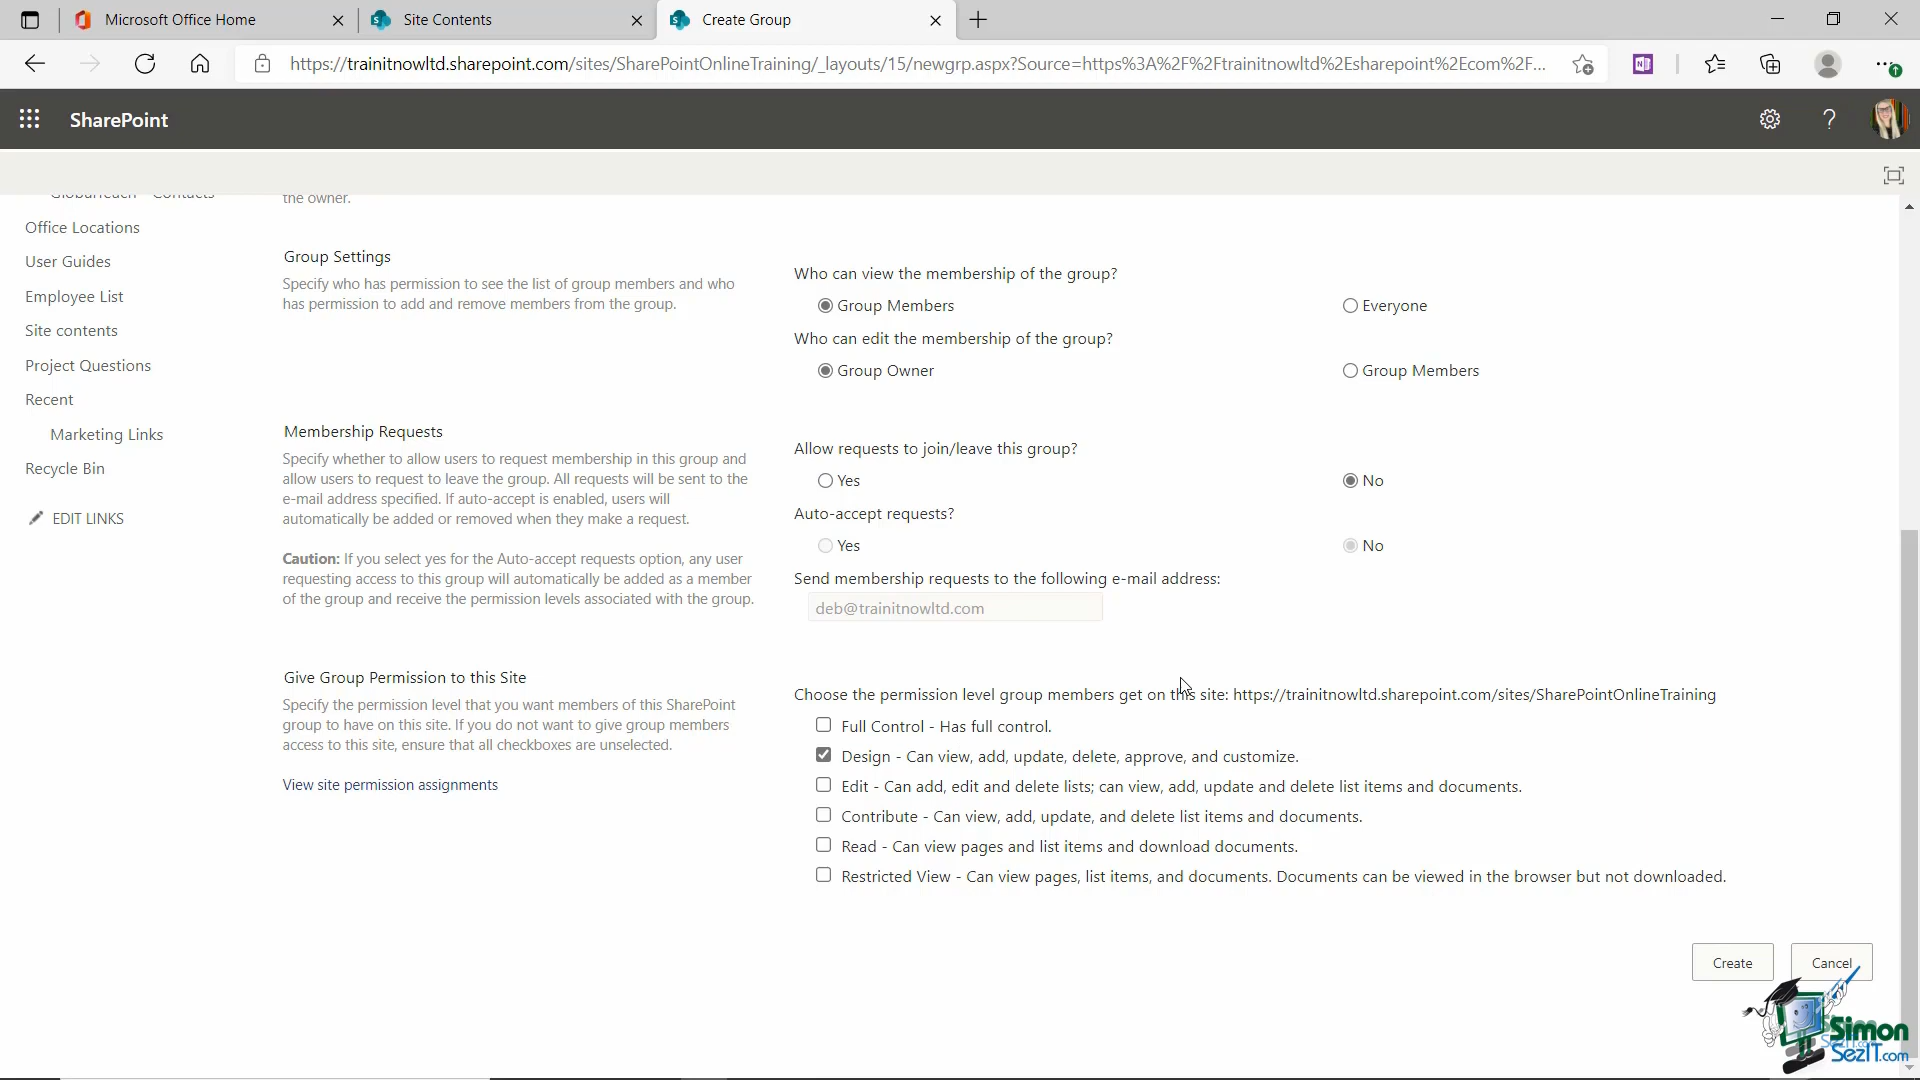 Microsoft Office Home
Site Contents
Create Group
https://trainitnowltd.sharepoint.com/sites/SharePointOnlineTraining/_layouts/15/newgrp.aspx?Source=https%3A%2F%2Ftrainitnowltd%2Esharepoint%2Ecom%2F...
SharePoint
GlobalReach - Contacts
Office Locations
User Guides
Employee List
Site contents
Project Questions
Recent
Marketing Links
Recycle Bin
EDIT LINKS
the owner.
Group Settings
Specify who has permission to see the list of group members and who
has permission to add and remove members from the group.
Who can view the membership of the group?
Group Members
Everyone
Who can edit the membership of the group?
Group Owner
Group Members
Membership Requests
Specify whether to allow users to request membership in this group and
allow users to request to leave the group. All requests will be sent to the
e-mail address specified. If auto-accept is enabled, users will
automatically be added or removed when they make a request.
Caution: If you select yes for the Auto-accept requests option, any user
requesting access to this group will automatically be added as a member
of the group and receive the permission levels associated with the group.
Allow requests to join/leave this group?
Yes
No
Auto-accept requests?
Yes
No
Send membership requests to the following e-mail address:
deb@trainitnowltd.com
Give Group Permission to this Site
Specify the permission level that you want members of this SharePoint
group to have on this site. If you do not want to give group members
access to this site, ensure that all checkboxes are unselected.
View site permission assignments
Choose the permission level group members get on this site: https://trainitnowltd.sharepoint.com/sites/SharePointOnlineTraining
Full Control - Has full control.
Design - Can view, add, update, delete, approve, and customize.
Edit - Can add, edit and delete lists; can view, add, update and delete list items and documents.
Contribute - Can view, add, update, and delete list items and documents.
Read - Can view pages and list items and download documents.
Restricted View - Can view pages, list items, and documents. Documents can be viewed in the browser but not downloaded.
Create
Cancel
Simon
SezIT.com